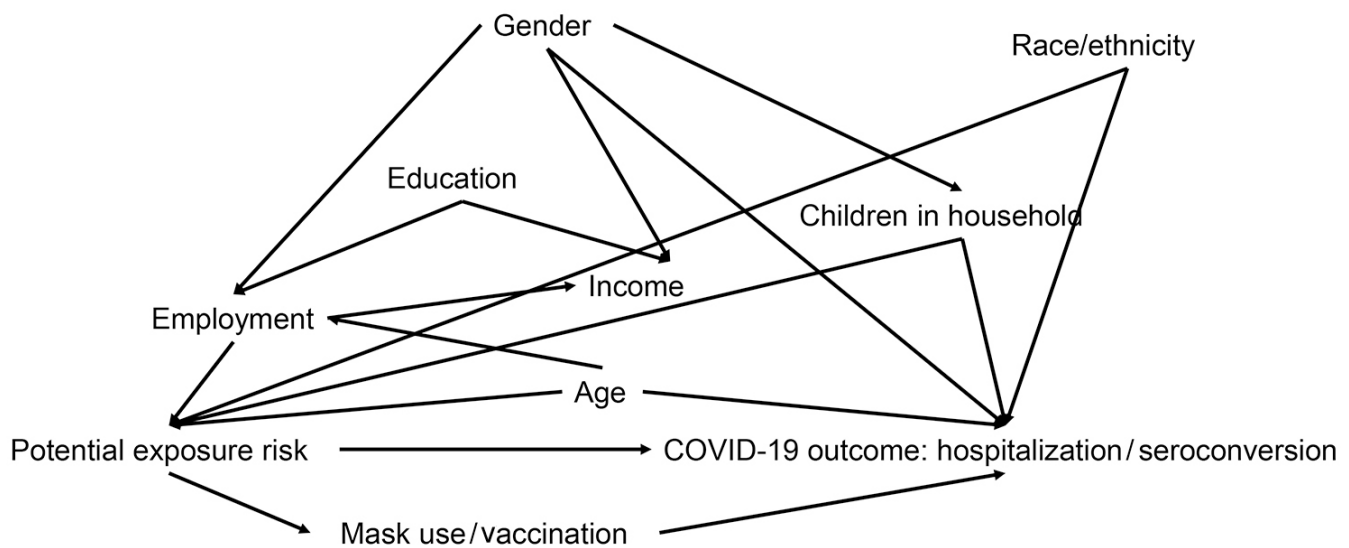 Gender
Race/ethnicity
Education
Children in household
Income
Employment
Age
Potential exposure risk
COVID-19 outcome: hospitalization/seroconversion
Mask use/vaccination